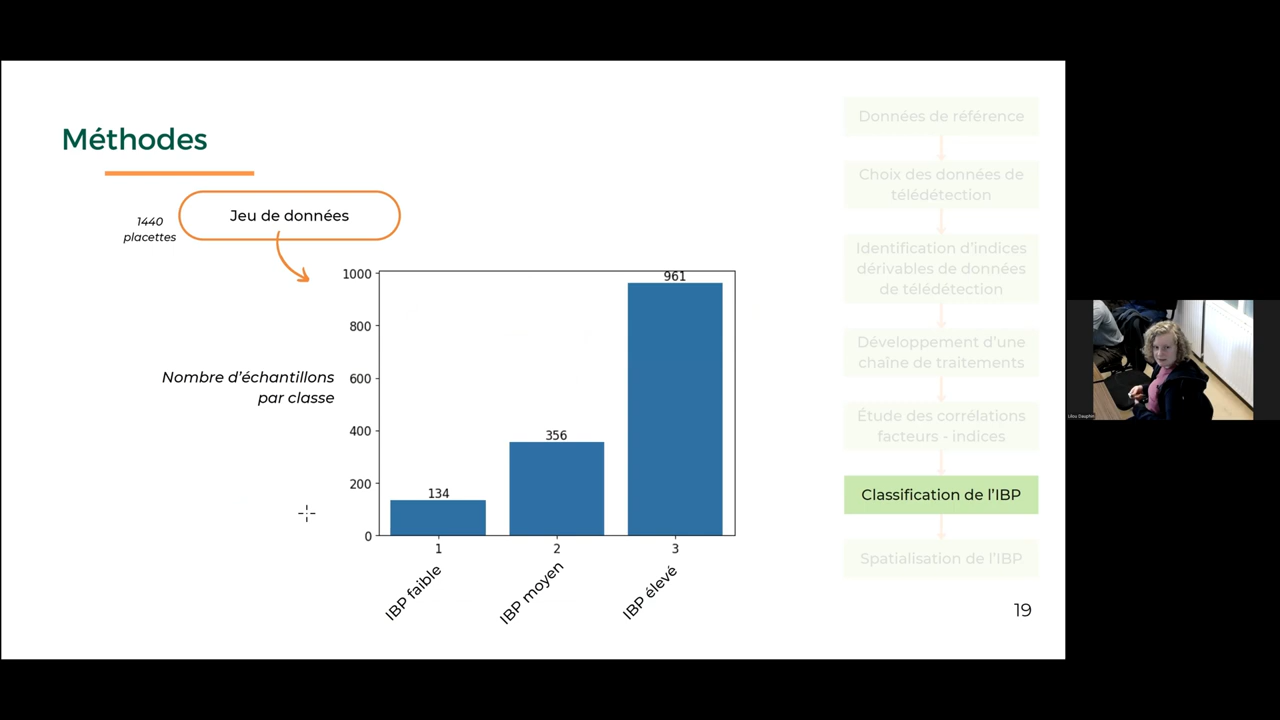 Méthodes
1440
placettes
Jeu de données
Nombre d'échantillons
par classe
1000
800
600
400
200
0
134
356
961
1
2
3
IBP faible
IBP moyen
IBP élevé
Données de référence
Choix des données de
télédétection
Identification d'indices
dérivables de données
de télédétection
Développement d'une
chaîne de traitements
Étude des corrélations
facteurs - indices
Classification de l'IBP
Spatialisation de l'IBP
19
Lilou Dauphin